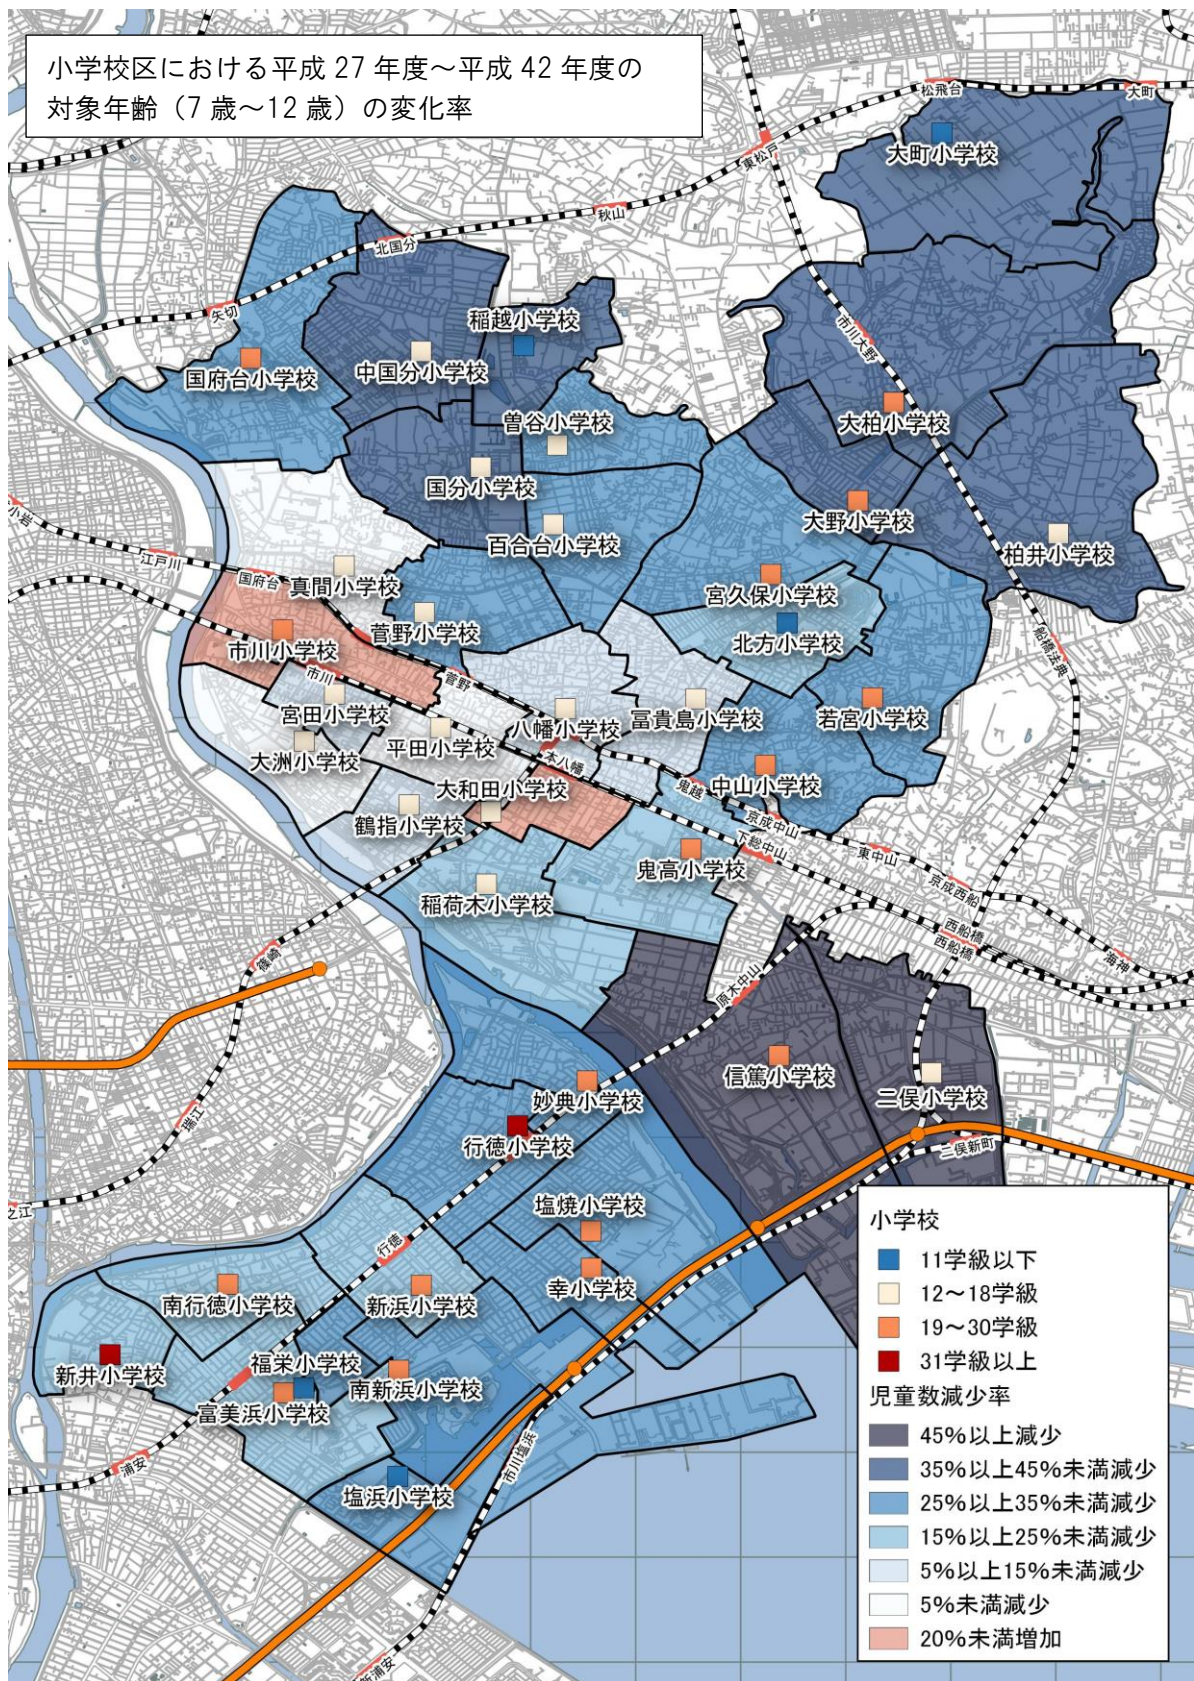 小学校区における平成 27 年度～平成 42 年度の
対象年齢（7 歳～12 歳）の変化率
松飛台
大町
大町小学校
東松戸
秋山
北国分
矢切
稲越小学校
市川大野
国府台小学校
中国分小学校
曽谷小学校
大柏小学校
国分小学校
大野小学校
小岩
百合台小学校
柏井小学校
江戸川
国府台
真間小学校
宮久保小学校
菅野小学校
北方小学校
市川小学校
船橋法典
市川
菅野
宮田小学校
八幡小学校
冨貴島小学校
若宮小学校
平田小学校
大洲小学校
本八幡
大和田小学校
鬼越
中山小学校
鶴指小学校
京成中山
下総中山
東中山
鬼高小学校
京成西船
稲荷木小学校
西船橋
西船橋
海神
篠崎
原木中山
信篤小学校
二俣小学校
妙典小学校
瑞江
行徳小学校
二俣新町
之江
塩焼小学校
行徳
幸小学校
南行徳小学校
新浜小学校
新井小学校
福栄小学校
南新浜小学校
富美浜小学校
浦安
市川塩浜
塩浜小学校
新浦安
小学校
11学級以下
12～18学級
19～30学級
31学級以上
児童数減少率
45%以上減少
35%以上45%未満減少
25%以上35%未満減少
15%以上25%未満減少
5%以上15%未満減少
5%未満減少
20%未満増加